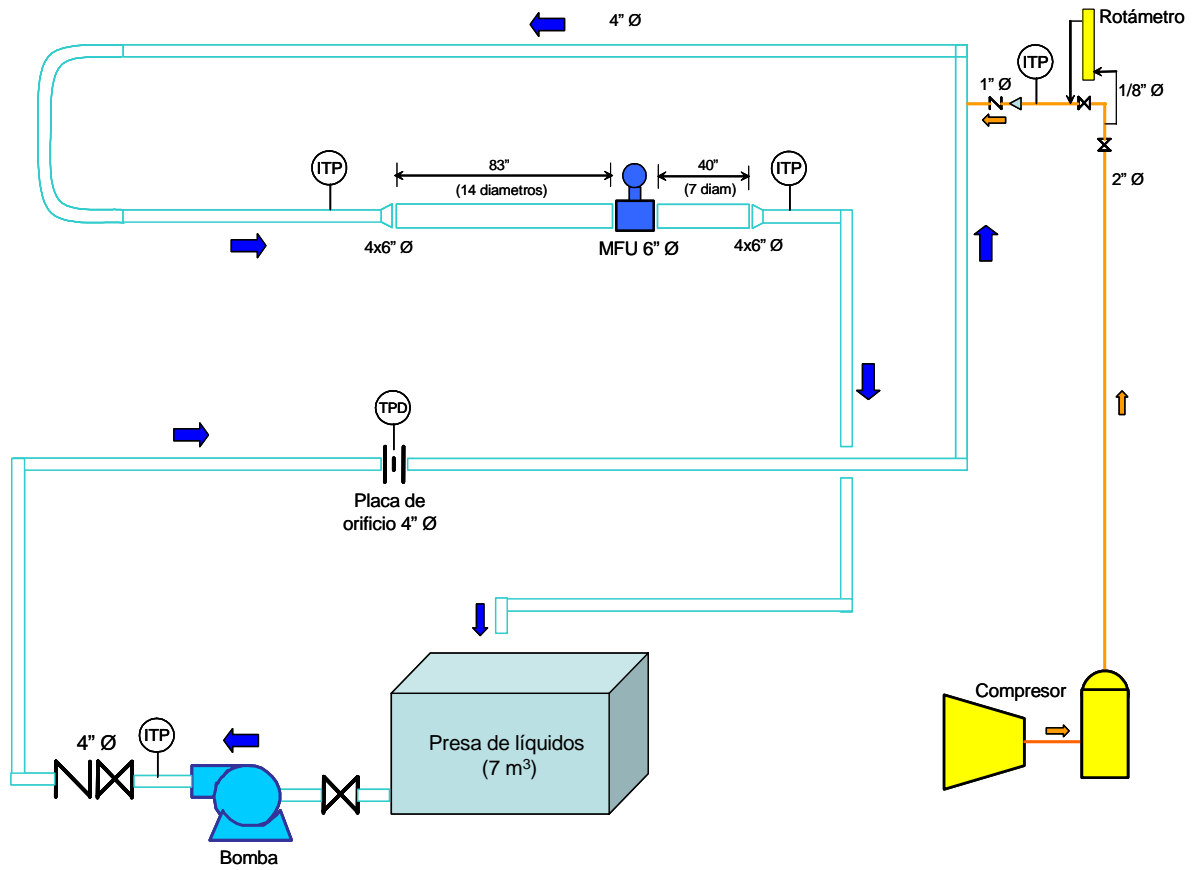 4” Ø
Rotámetro
ITP
1” Ø
1/8” Ø
ITP
83”
(14 diametros)
40”
(7 diam)
ITP
2” Ø
4x6” Ø
MFU 6” Ø
4x6” Ø
TPD
Placa de
orificio 4” Ø
Compresor
4” Ø
ITP
Presa de líquidos
(7 m³)
Bomba